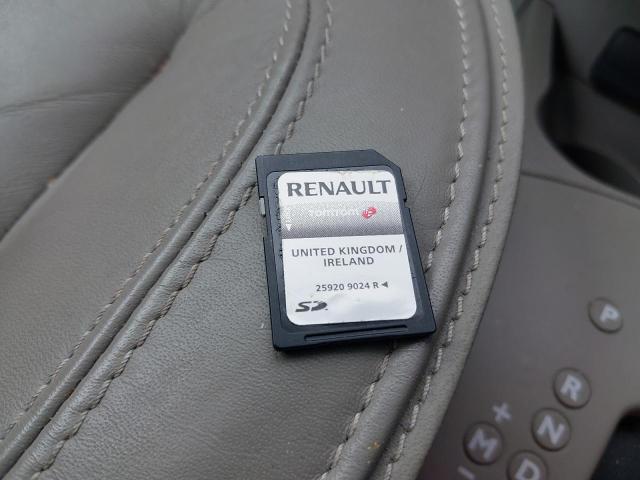 RENAULT
TOMTOM
UNITED KINGDOM /
IRELAND
25920 9024 R ◀
SD
P
R
+
N
M
D
−